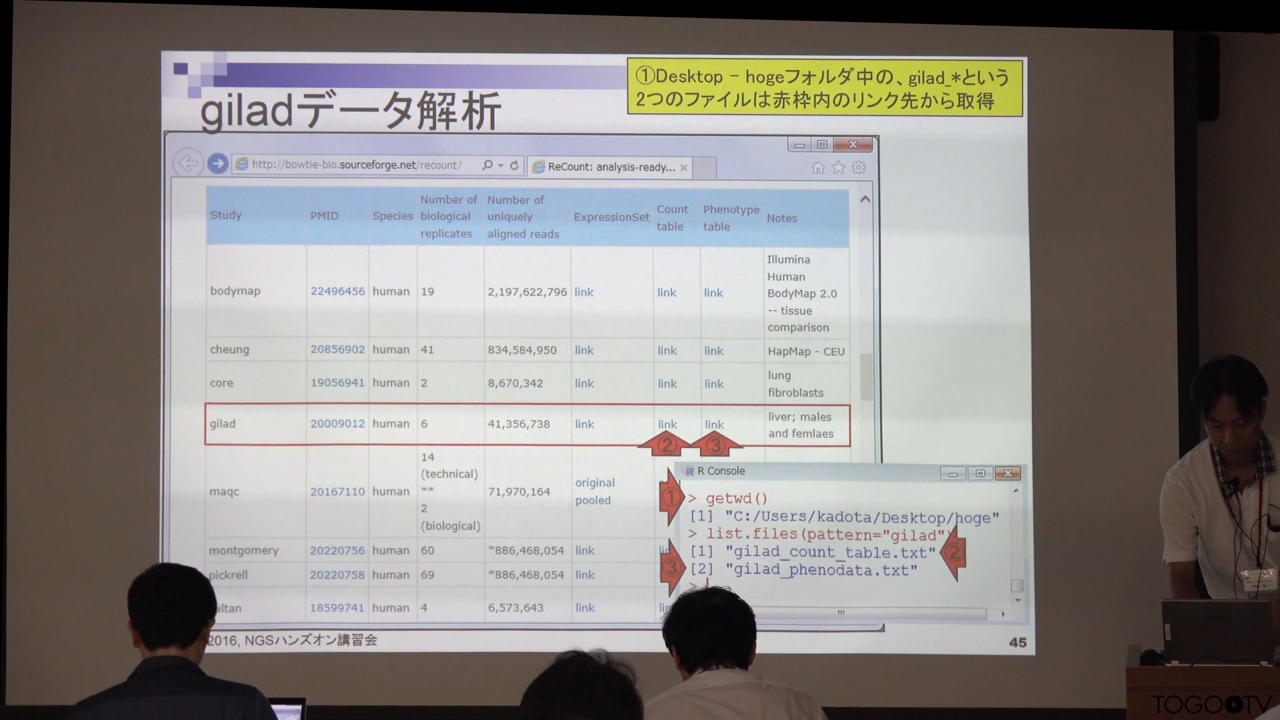 giladデータ解析
①Desktop – hogeフォルダ中の、gilad_*という
2つのファイルは赤枠内のリンク先から取得
http://bowtie-bio.sourceforge.net/recount/
ReCount: analysis-ready...
Study PMID Species Number of biological replicates Number of uniquely aligned reads ExpressionSet Count table Phenotype table Notes
bodymap 22496456 human 19 2,197,622,796 link link link Illumina Human BodyMap 2.0 -- tissue comparison
cheung 20856902 human 41 834,584,950 link link link HapMap - CEU
core 19056941 human 2 8,670,342 link link link lung fibroblasts
gilad 20009012 human 6 41,356,738 link link link liver; males and femlaes
② ③
maqc 20167110 human 14 (technical) ** 2 (biological) 71,970,164 original pooled
montgomery 20220756 human 60 *886,468,054 link
pickrell 20220758 human 69 *886,468,054 link
18599741 human 4 6,573,643 link
R Console
① > getwd()
[1] "C:/Users/kadota/Desktop/hoge"
> list.files(pattern="gilad")
[1] "gilad_count_table.txt" ②
③ [2] "gilad_phenodata.txt"
>
2016, NGSハンズオン講習会
45
TOGOTV